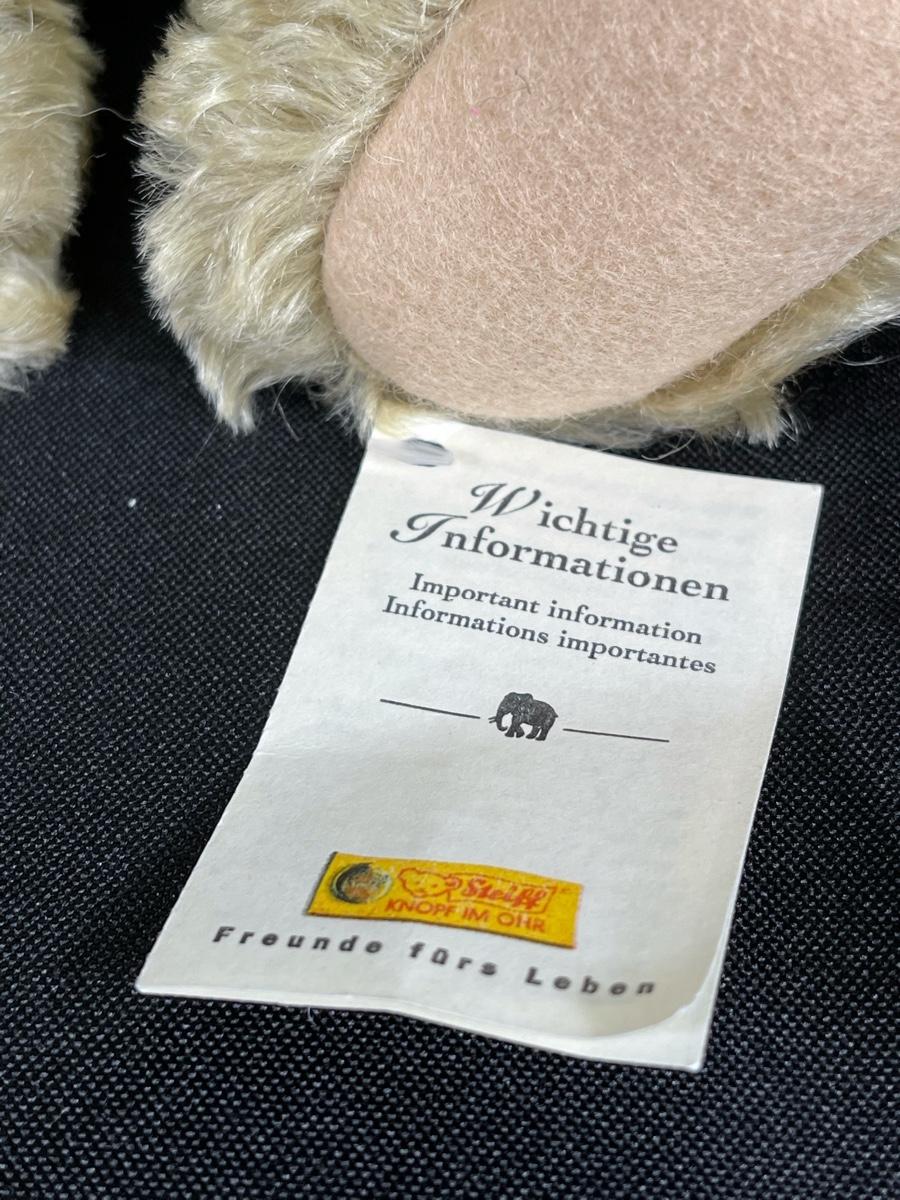 Wichtige
Informationen
Important information
Informations importantes
Steiff
KNOPF IM OHR
Freunde fürs Leben